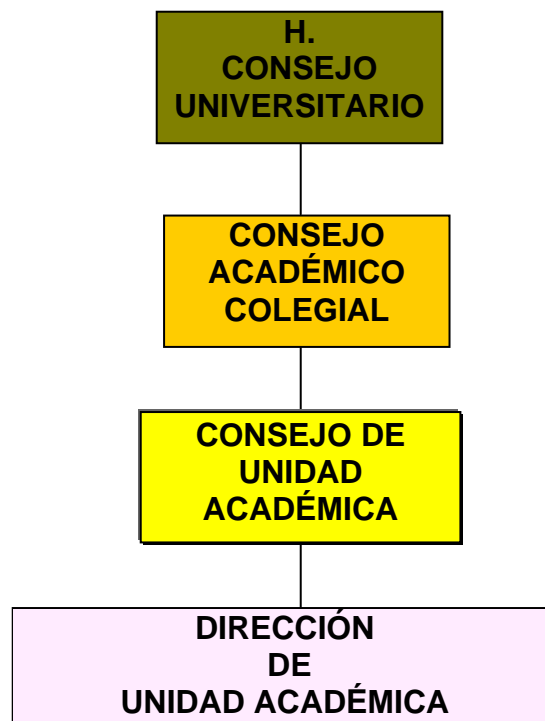 H.
CONSEJO
UNIVERSITARIO
CONSEJO
ACADÉMICO
COLEGIAL
CONSEJO DE
UNIDAD
ACADÉMICA
DIRECCIÓN
DE
UNIDAD ACADÉMICA